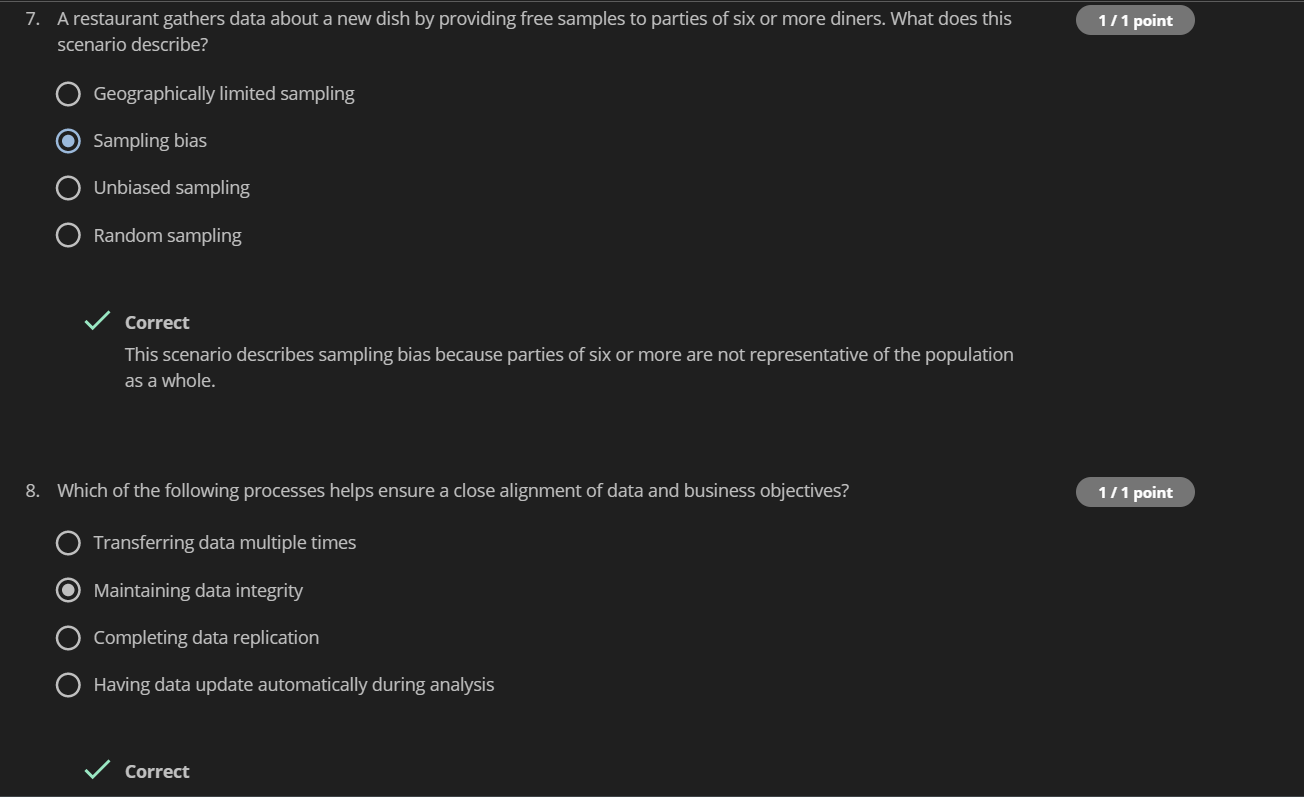 7. A restaurant gathers data about a new dish by providing free samples to parties of six or more diners. What does this
1 / 1 point
scenario describe?
Geographically limited sampling
Sampling bias
Unbiased sampling
Random sampling
Correct
This scenario describes sampling bias because parties of six or more are not representative of the population
as a whole.
8. Which of the following processes helps ensure a close alignment of data and business objectives?
1 / 1 point
Transferring data multiple times
Maintaining data integrity
Completing data replication
Having data update automatically during analysis
Correct